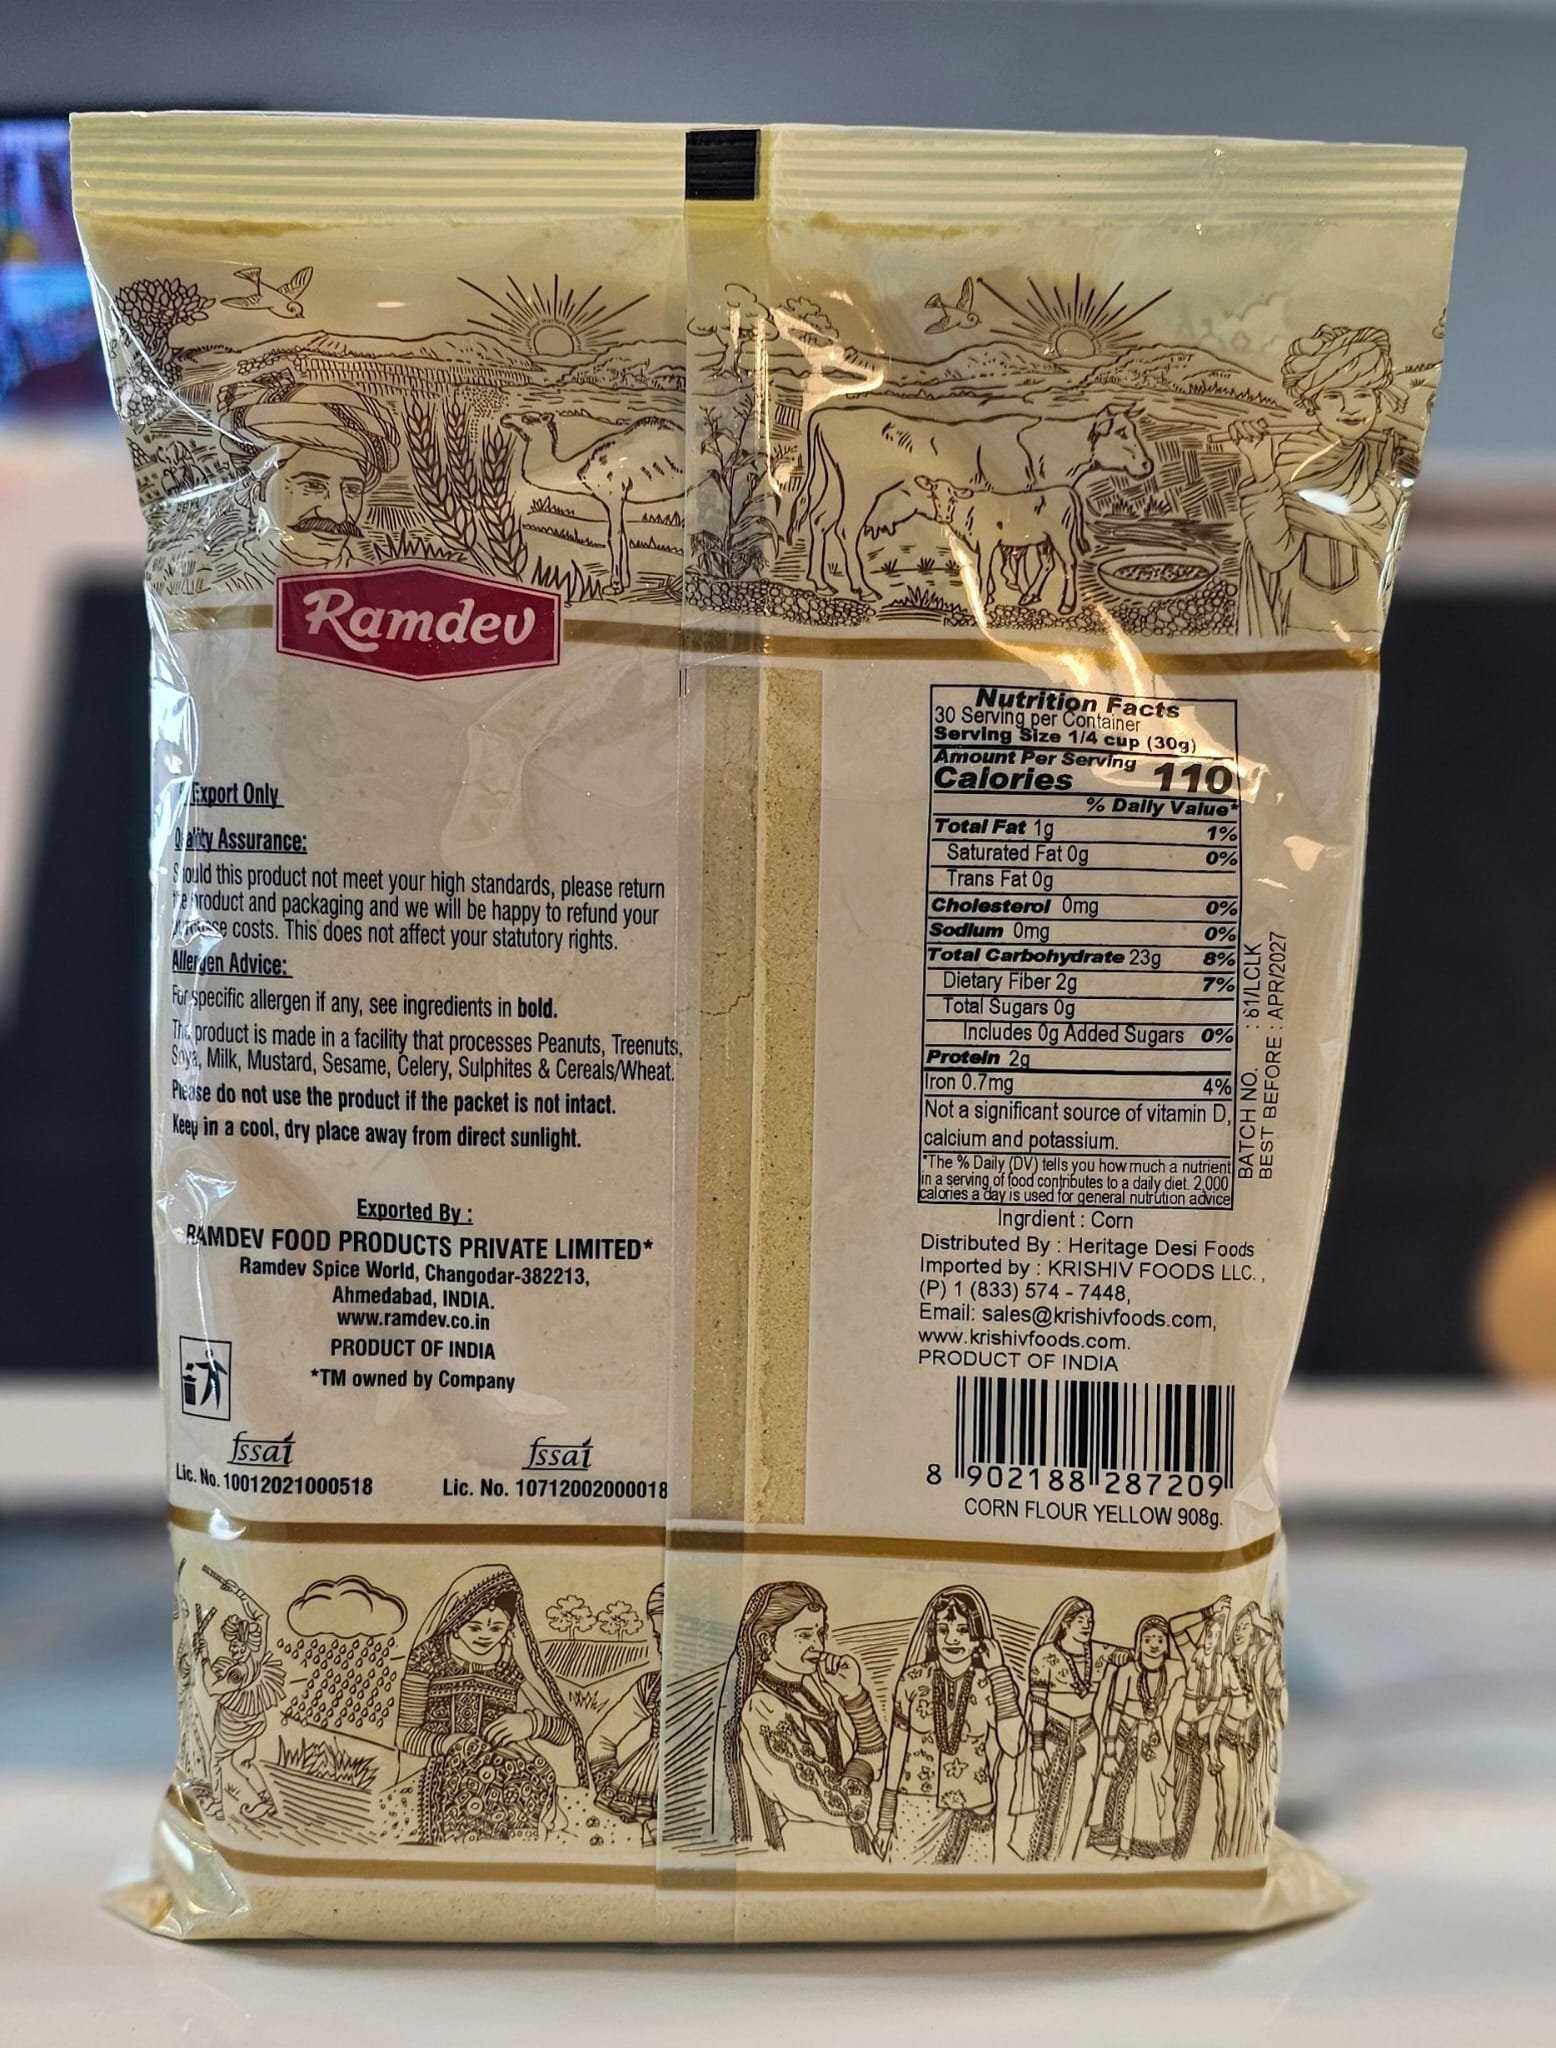 Ramdev
Export Only
Quality Assurance:
Should this product not meet your high standards, please return
the product and packaging and we will be happy to refund your
purchase costs. This does not affect your statutory rights.
Allergen Advice:
For specific allergen if any, see ingredients in bold.
The product is made in a facility that processes Peanuts, Treenuts,
Soya, Milk, Mustard, Sesame, Celery, Sulphites & Cereals/Wheat.
Please do not use the product if the packet is not intact.
Keep in a cool, dry place away from direct sunlight.
Exported By :
RAMDEV FOOD PRODUCTS PRIVATE LIMITED*
Ramdev Spice World, Changodar-382213,
Ahmedabad, INDIA.
www.ramdev.co.in
PRODUCT OF INDIA
*TM owned by Company
fssai
Lic. No. 10012021000518
fssai
Lic. No. 10712002000018
Nutrition Facts
30 Serving per Container
Serving Size 1/4 cup (30g)
Amount Per Serving
Calories 110
% Daily Value*
Total Fat 1g 1%
Saturated Fat 0g 0%
Trans Fat 0g
Cholesterol 0mg 0%
Sodium 0mg 0%
Total Carbohydrate 23g 8%
Dietary Fiber 2g 7%
Total Sugars 0g
Includes 0g Added Sugars 0%
Protein 2g
Iron 0.7mg 4%
Not a significant source of vitamin D,
calcium and potassium.
*The % Daily (DV) tells you how much a nutrient
in a serving of food contributes to a daily diet. 2,000
calories a day is used for general nutrution advice
BATCH NO. : /LCLK
BEST BEFORE : APR/2027
Ingrdient : Corn
Distributed By : Heritage Desi Foods
Imported by : KRISHIV FOODS LLC.,
(P) 1 (833) 574 - 7448,
Email: sales@krishivfoods.com,
www.krishivfoods.com.
PRODUCT OF INDIA
8 902188 287209
CORN FLOUR YELLOW 908g.